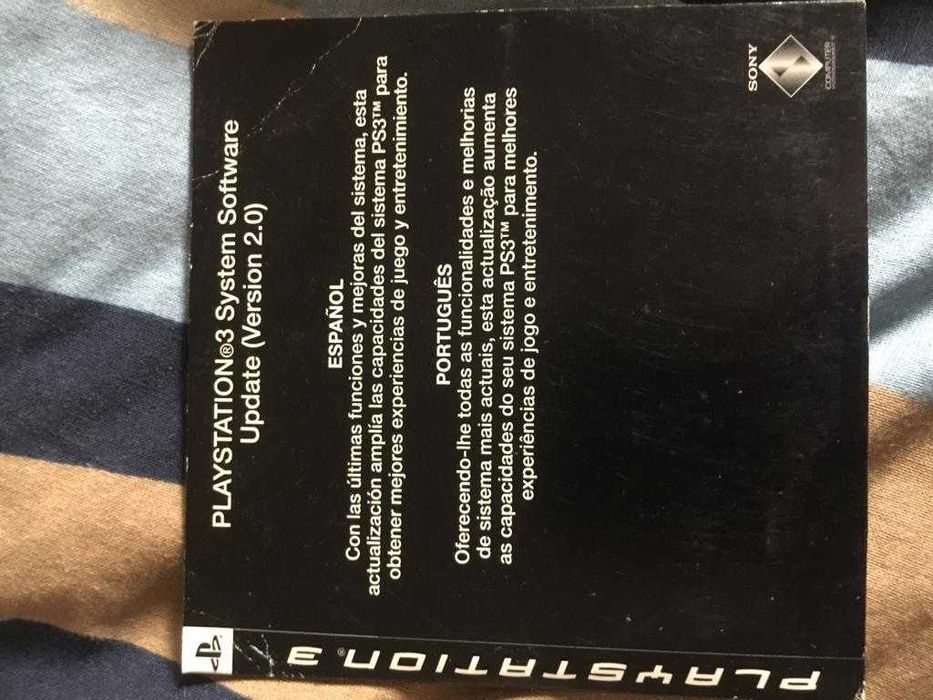 PLAYSTATION®3 System Software
Update (Version 2.0)
ESPAÑOL
Con las últimas funciones y mejoras del sistema, esta
actualización amplía las capacidades del sistema PS3™ para
obtener mejores experiencias de juego y entretenimiento.
PORTUGUÊS
Oferecendo-lhe todas as funcionalidades e melhorias
de sistema mais actuais, esta actualização aumenta
as capacidades do seu sistema PS3™ para melhores
experiências de jogo e entretenimento.
SONY
COMPUTER
PLAYSTATION®3